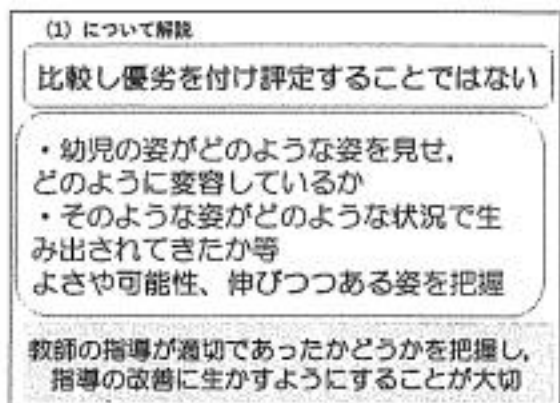 (1) について解説
比較し優劣を付け評定することではない
・幼児の姿がどのような姿を見せ,
どのように変容しているか
・そのような姿がどのような状況で生
み出されてきたか等
よさや可能性、伸びつつある姿を把握
教師の指導が適切であったかどうかを把握し,
指導の改善に生かすようにすることが大切